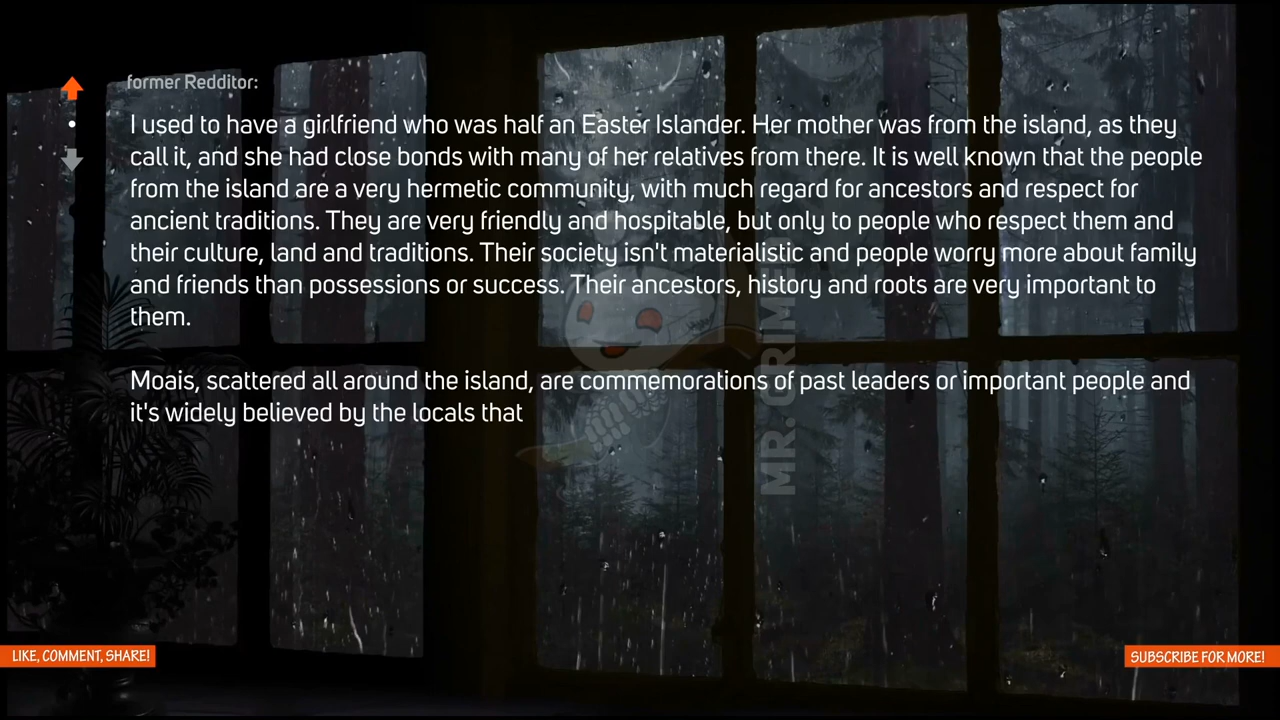 former Redditor:
I used to have a girlfriend who was half an Easter Islander. Her mother was from the island, as they
call it, and she had close bonds with many of her relatives from there. It is well known that the people
from the island are a very hermetic community, with much regard for ancestors and respect for
ancient traditions. They are very friendly and hospitable, but only to people who respect them and
their culture, land and traditions. Their society isn't materialistic and people worry more about family
and friends than possessions or success. Their ancestors, history and roots are very important to
them.
Moais, scattered all around the island, are commemorations of past leaders or important people and
it's widely believed by the locals that
MR. GRIM
LIKE, COMMENT, SHARE!
SUBSCRIBE FOR MORE!